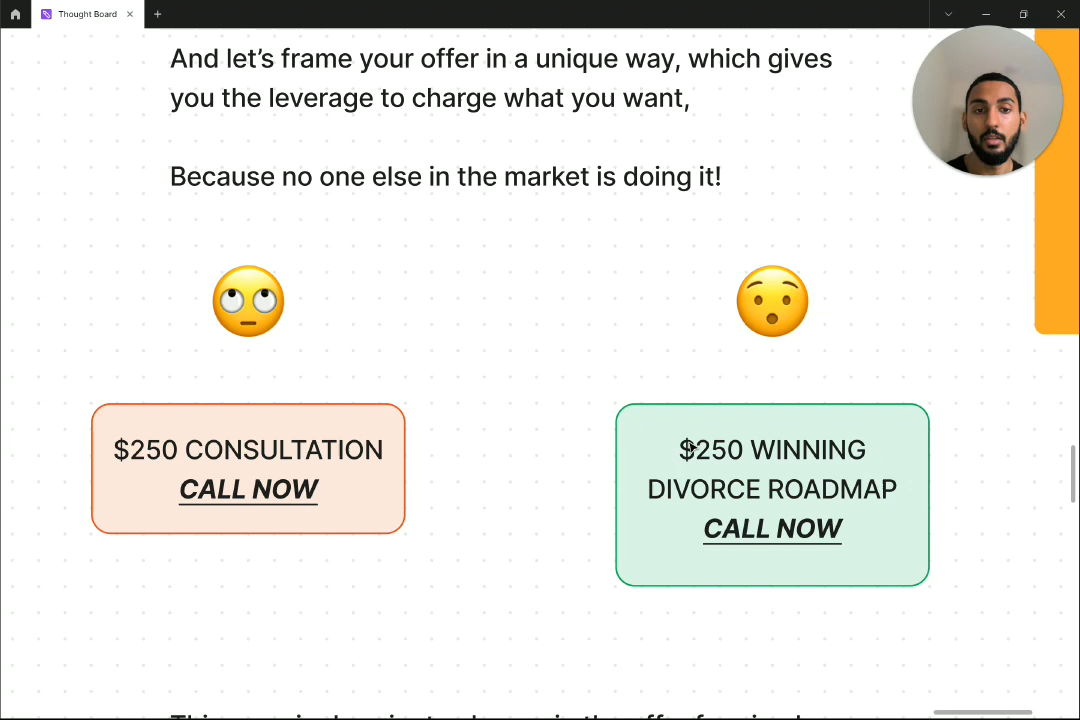 Thought Board
And let’s frame your offer in a unique way, which gives
you the leverage to charge what you want,
Because no one else in the market is doing it!
$250 CONSULTATION
CALL NOW
$250 WINNING
DIVORCE ROADMAP
CALL NOW